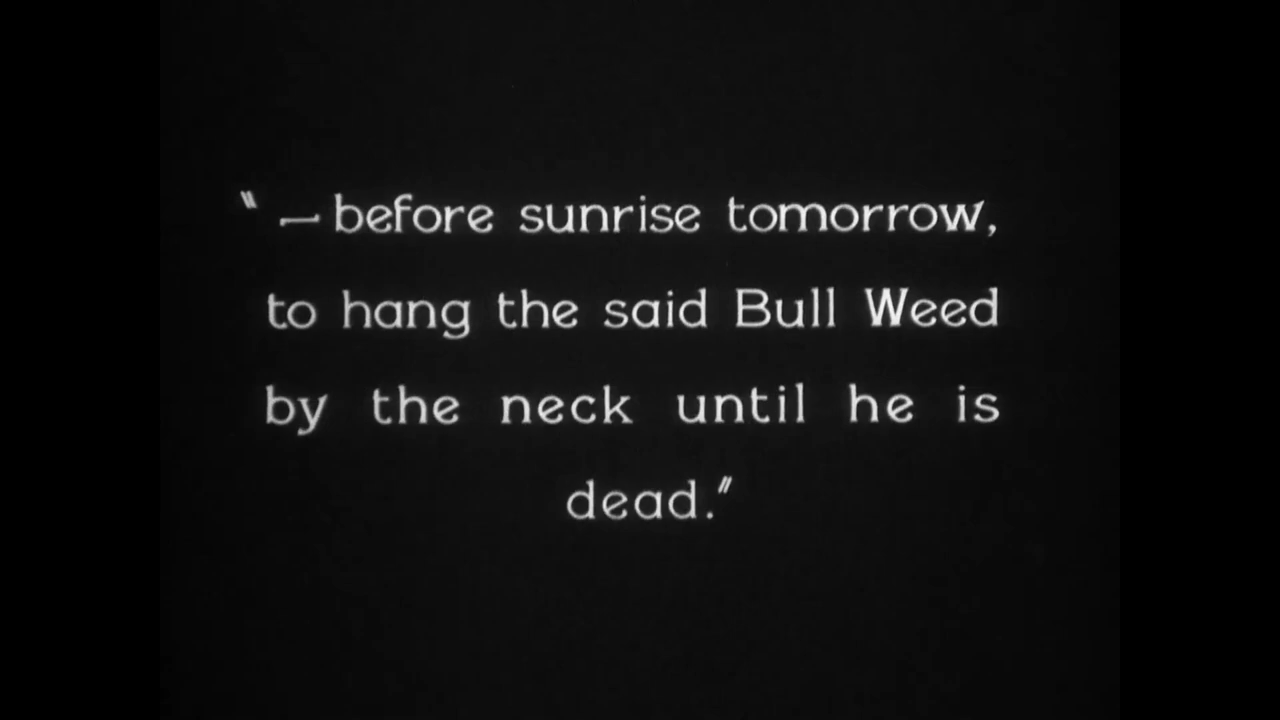 "—before sunrise tomorrow,
to hang the said Bull Weed
by the neck until he is
dead."